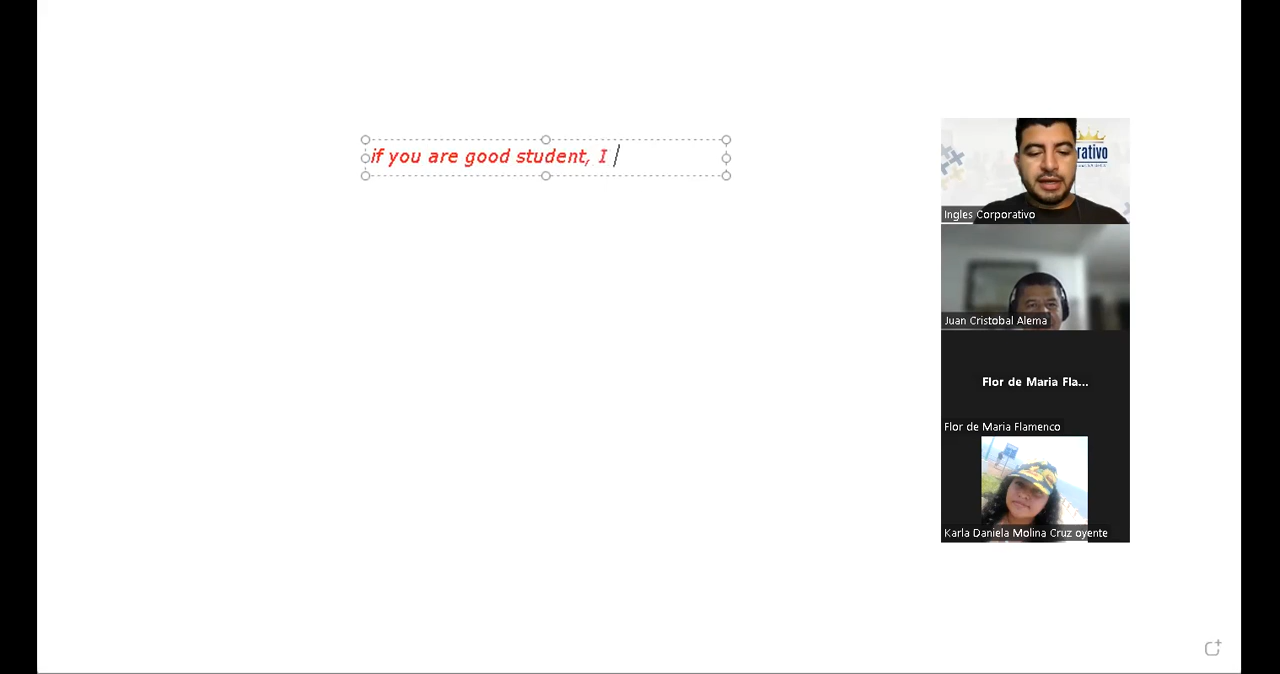 if you are good student, I
rativo
Ingles Corporativo
Juan Cristobal Alema
Flor de Maria Fla...
Flor de Maria Flamenco
Karla Daniela Molina Cruz oyente